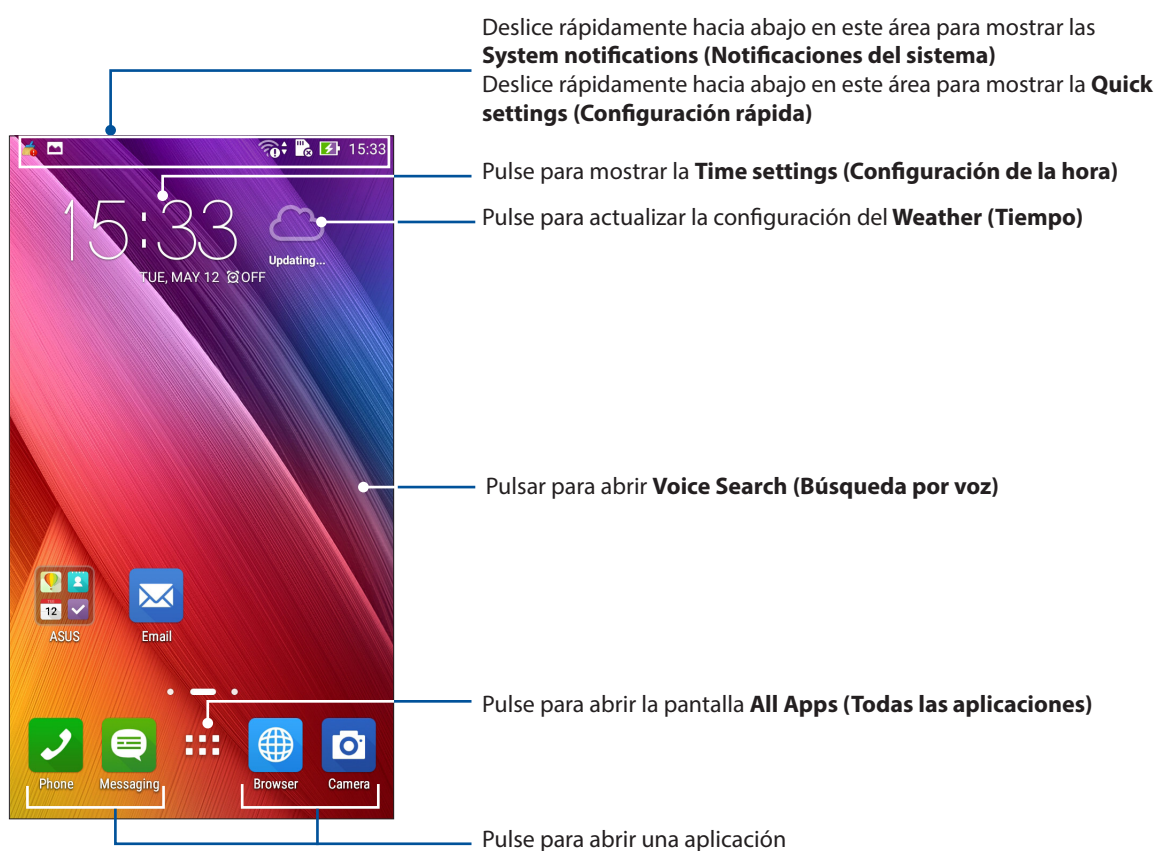 Deslice rápidamente hacia abajo en este área para mostrar las
System notifications (Notificaciones del sistema)
Deslice rápidamente hacia abajo en este área para mostrar la Quick
settings (Configuración rápida)
15:33
Pulse para mostrar la Time settings (Configuración de la hora)
15:33
Pulse para actualizar la configuración del Weather (Tiempo)
Updating...
TUE, MAY 12 OFF
Pulsar para abrir Voice Search (Búsqueda por voz)
12
ASUS
Email
Pulse para abrir la pantalla All Apps (Todas las aplicaciones)
Phone
Messaging
Browser
Camera
Pulse para abrir una aplicación